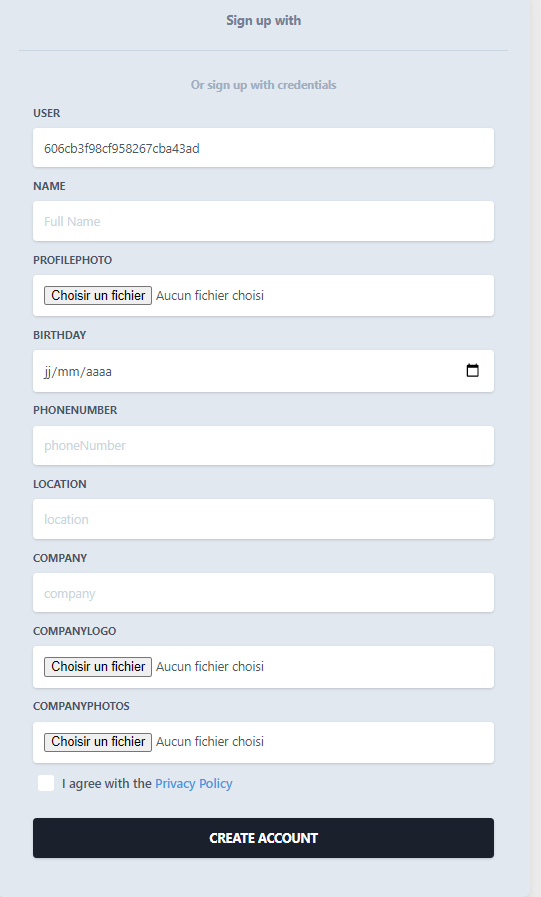 Sign up with
Or sign up with credentials
USER
606cb3f98cf958267cba43ad
NAME
Full Name
PROFILEPHOTO
Choisir un fichier Aucun fichier choisi
BIRTHDAY
jj/mm/aaaa
PHONENUMBER
phoneNumber
LOCATION
location
COMPANY
company
COMPANYLOGO
Choisir un fichier Aucun fichier choisi
COMPANYPHOTOS
Choisir un fichier Aucun fichier choisi
I agree with the Privacy Policy
CREATE ACCOUNT